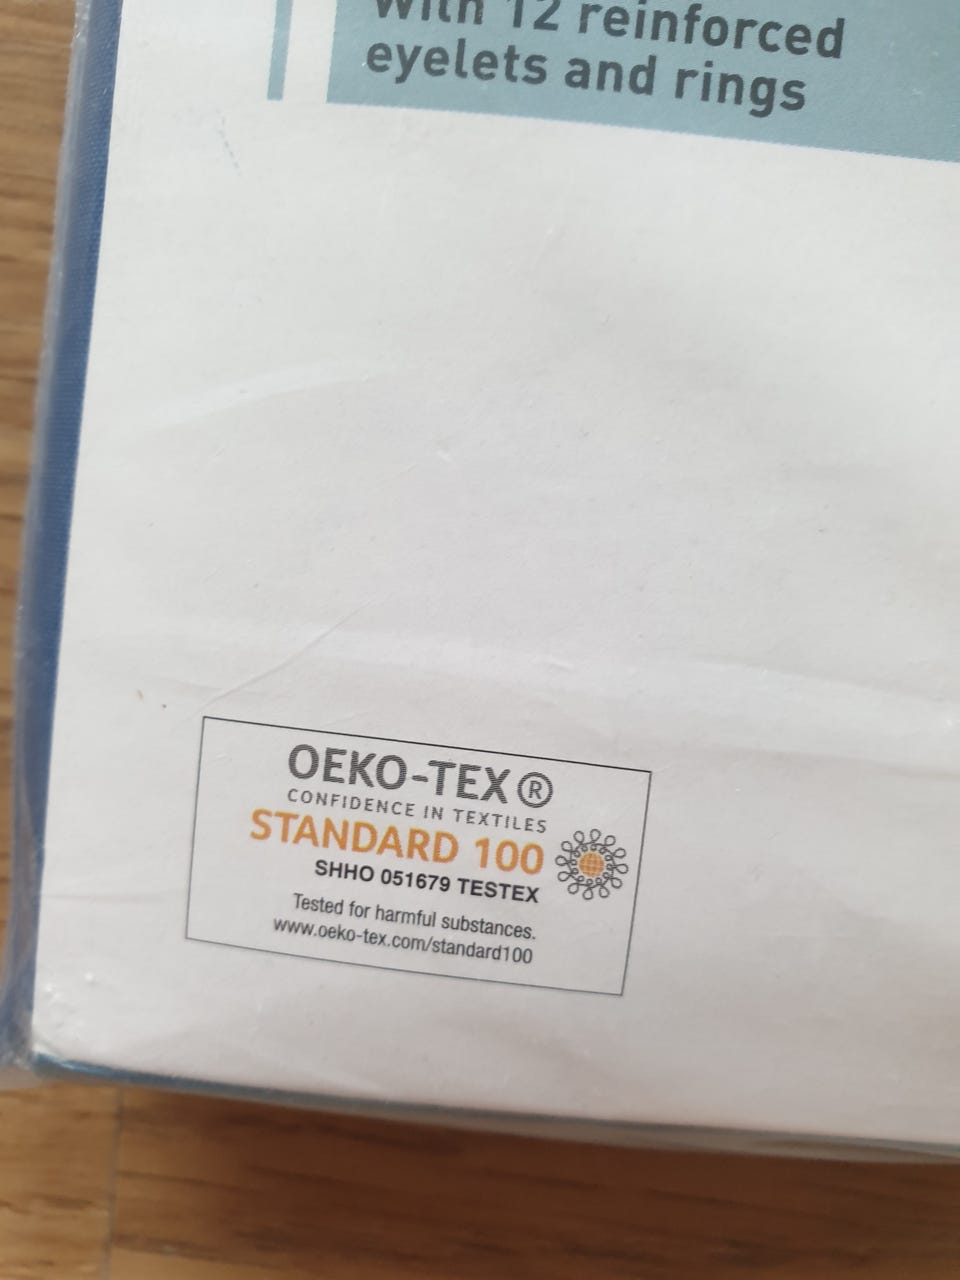 with 12 reinforced
eyelets and rings
OEKO-TEX®
CONFIDENCE IN TEXTILES
STANDARD 100
SHHO 051679 TESTEX
Tested for harmful substances.
www.oeko-tex.com/standard100